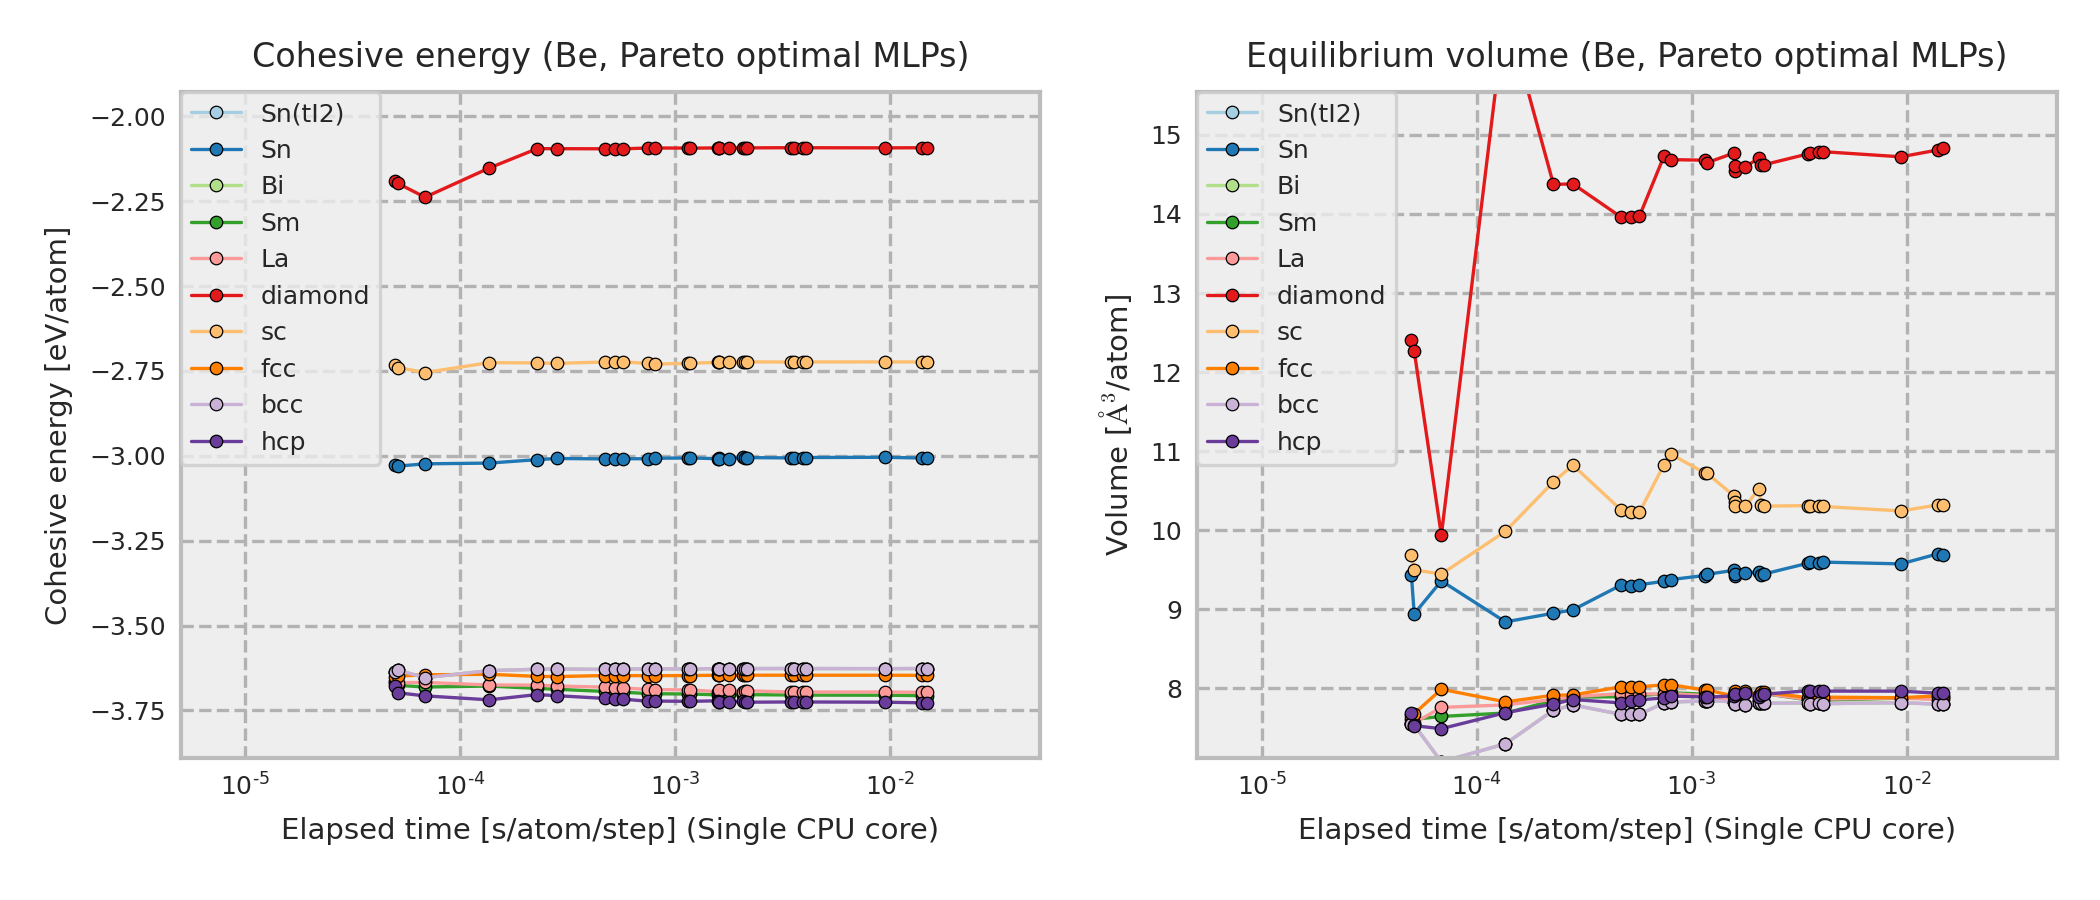 Cohesive energy (Be, Pareto optimal MLPs)
Cohesive energy [eV/atom]
−2.00
−2.25
−2.50
−2.75
−3.00
−3.25
−3.50
−3.75
Sn(tI2)
Sn
Bi
Sm
La
diamond
sc
fcc
bcc
hcp
10-5
10-4
10-3
10-2
Elapsed time [s/atom/step] (Single CPU core)
Equilibrium volume (Be, Pareto optimal MLPs)
Volume [Å3/atom]
15
14
13
12
11
10
9
8
Sn(tI2)
Sn
Bi
Sm
La
diamond
sc
fcc
bcc
hcp
10-5
10-4
10-3
10-2
Elapsed time [s/atom/step] (Single CPU core)